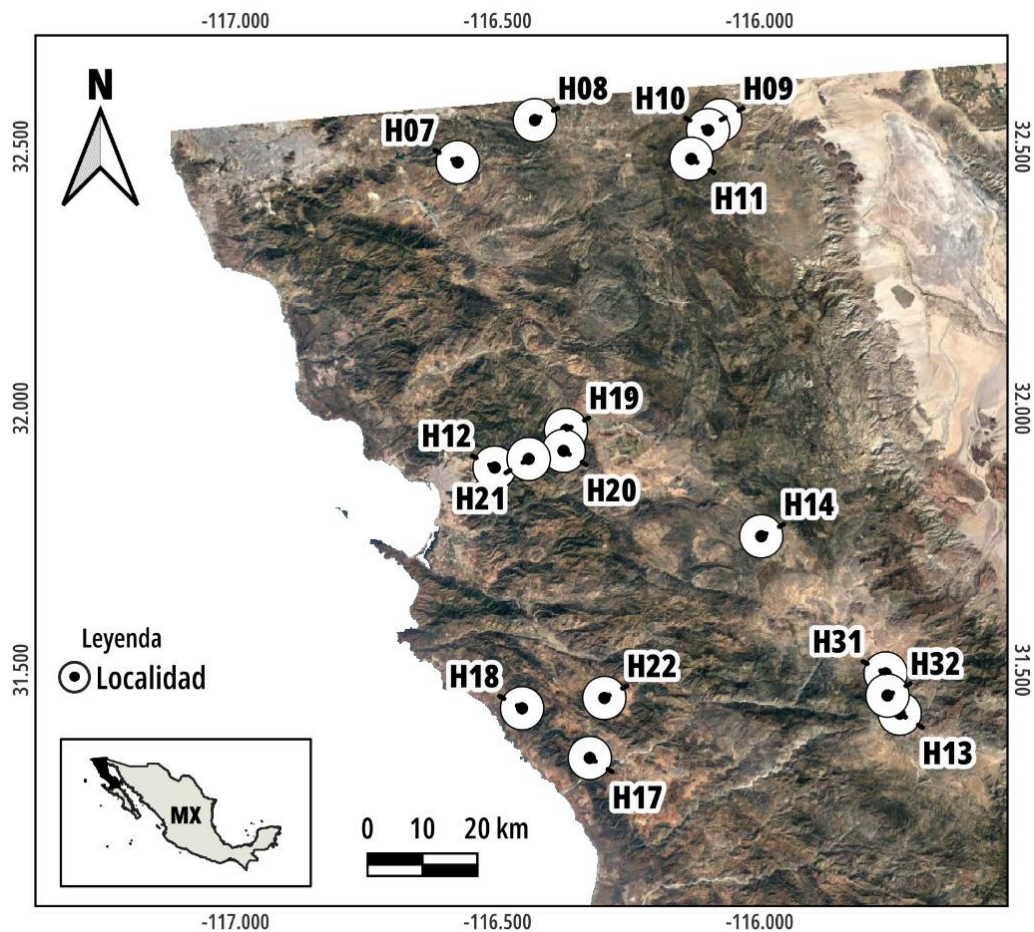 -117.000 -116.500 -116.000
N
H08
H10 H09
H07
H11
32.500 32.500
H19
H12
32.000 32.000
H21 H20
H14
H31
H32
Leyenda
Localidad
31.500 31.500
H18 H22
H13
H17
MX
0 10 20 km
-117.000 -116.500 -116.000